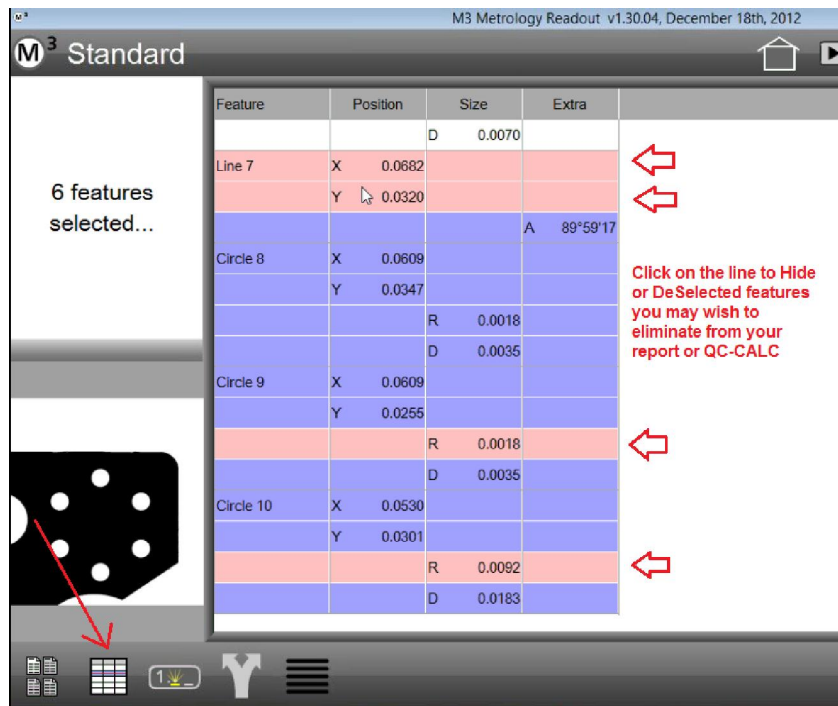 M³
M3 Metrology Readout v1.30.04, December 18th, 2012
M³ Standard
6 features
selected...
Feature Position Size Extra
D 0.0070
Line 7 X 0.0682
Y 0.0320
A 89°59'17
Circle 8 X 0.0609
Y 0.0347
R 0.0018
D 0.0035
Circle 9 X 0.0609
Y 0.0255
R 0.0018
D 0.0035
Circle 10 X 0.0530
Y 0.0301
R 0.0092
D 0.0183
Click on the line to Hide
or DeSelected features
you may wish to
eliminate from your
report or QC-CALC
1 _